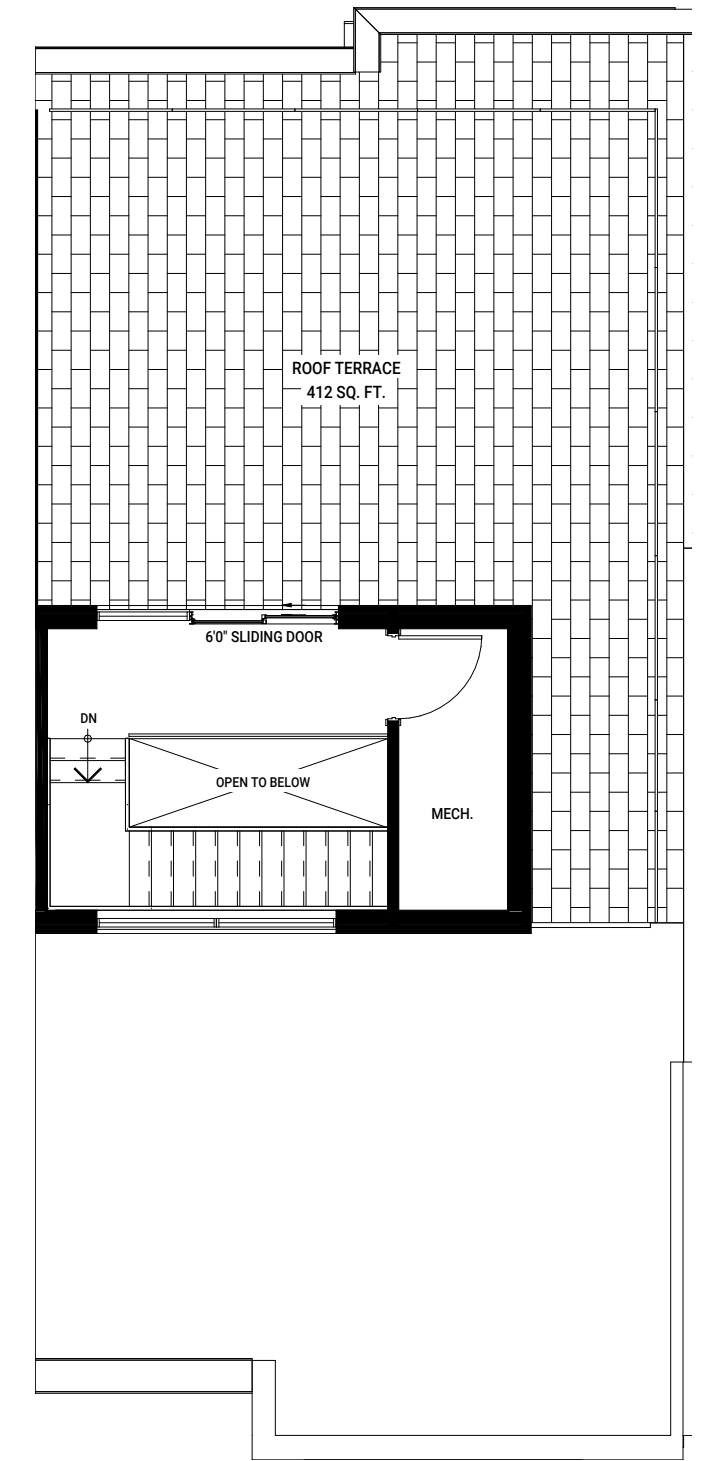 ROOF TERRACE
412 SQ. FT.
6'0" SLIDING DOOR
DN
OPEN TO BELOW
MECH.